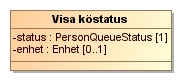 Visa köstatus
-status : PersonQueueStatus [1]
-enhet : Enhet [0..1]